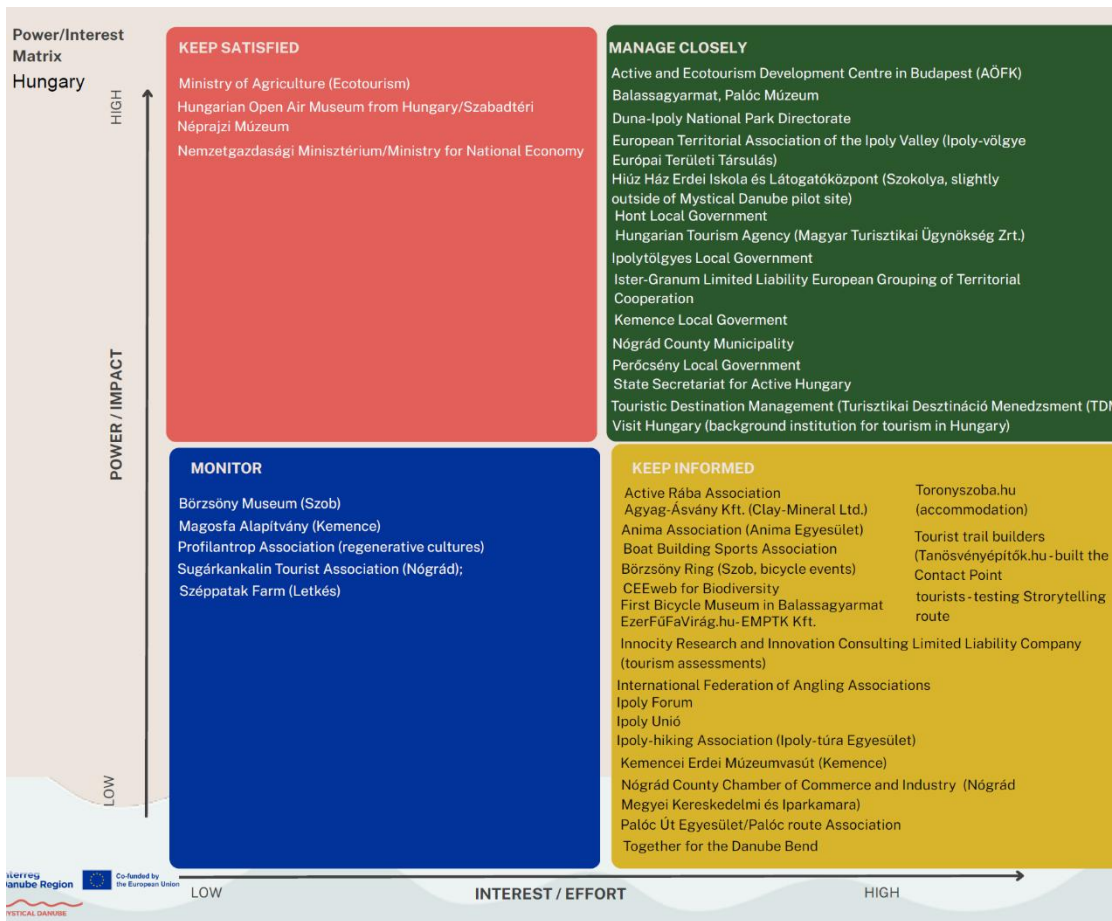 Power/Interest
Matrix
Hungary
HIGH
POWER / IMPACT
LOW
KEEP SATISFIED
Ministry of Agriculture (Ecotourism)
Hungarian Open Air Museum from Hungary/Szabadtéri
Néprajzi Múzeum
Nemzetgazdasági Minisztérium/Ministry for National Economy
MANAGE CLOSELY
Active and Ecotourism Development Centre in Budapest (AÖFK)
Balassagyarmat, Palóc Múzeum
Duna-Ipoly National Park Directorate
European Territorial Association of the Ipoly Valley (Ipoly-völgye
Európai Területi Társulás)
Hiúz Ház Erdei Iskola és Látogatóközpont (Szokolya, slightly
outside of Mystical Danube pilot site)
Hont Local Government
Hungarian Tourism Agency (Magyar Turisztikai Ügynökség Zrt.)
Ipolytölgyes Local Government
Ister-Granum Limited Liability European Grouping of Territorial
Cooperation
Kemence Local Goverment
Nógrád County Municipality
Perőcsény Local Government
State Secretariat for Active Hungary
Touristic Destination Management (Turisztikai Desztináció Menedzsment (TDM
Visit Hungary (background institution for tourism in Hungary)
MONITOR
Börzsöny Museum (Szob)
Magosfa Alapítvány (Kemence)
Profilantrop Association (regenerative cultures)
Sugárkankalin Tourist Association (Nógrád);
Széppatak Farm (Letkés)
KEEP INFORMED
Active Rába Association
Agyag-Ásvány Kft. (Clay-Mineral Ltd.)
Anima Association (Anima Egyesület)
Boat Building Sports Association
Börzsöny Ring (Szob, bicycle events)
CEEweb for Biodiversity
First Bicycle Museum in Balassagyarmat
EzerFűFaVirág.hu-EMPTK Kft.
Toronyszoba.hu
(accommodation)
Tourist trail builders
(Tanösvényépítők.hu-built the
Contact Point
tourists-testing Strorytelling
route
Innocity Research and Innovation Consulting Limited Liability Company
(tourism assessments)
International Federation of Angling Associations
Ipoly Forum
Ipoly Unió
Ipoly-hiking Association (Ipoly-túra Egyesület)
Kemencei Erdei Múzeumvasút (Kemence)
Nógrád County Chamber of Commerce and Industry (Nógrád
Megyei Kereskedelmi és Iparkamara)
Palóc Út Egyesület/Palóc route Association
Together for the Danube Bend
LOW
INTEREST / EFFORT
HIGH
nterreg
Danube Region
Co-funded by
the European Union
MYSTICAL DANUBE